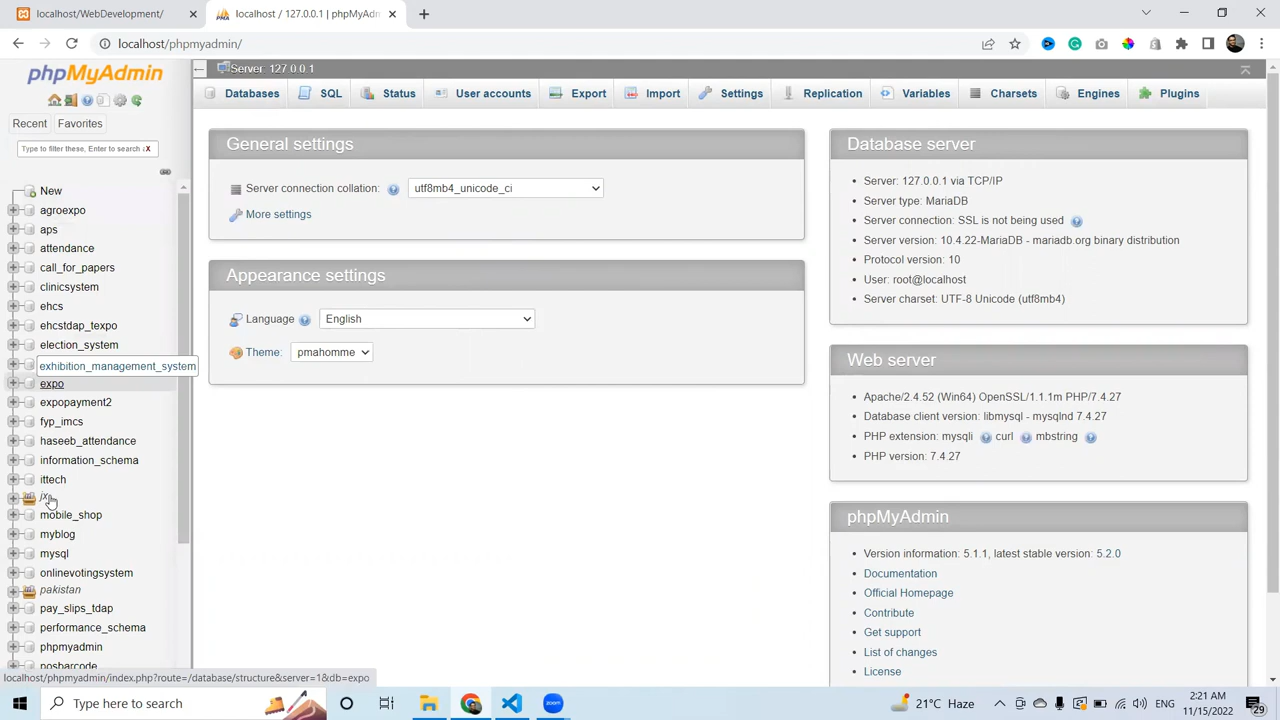 localhost/WebDevelopment/
localhost / 127.0.0.1 | phpMyAdm
localhost/phpmyadmin/
phpMyAdmin
Server: 127.0.0.1
Databases SQL Status User accounts Export Import Settings Replication Variables Charsets Engines Plugins
Recent Favorites
Type to filter these, Enter to search a X
New
agroexpo
aps
attendance
call_for_papers
clinicsystem
ehcs
ehcstdap_texpo
election_system
exhibition_management_system
expo
expopayment2
fyp_imcs
haseeb_attendance
information_schema
ittech
mobile_shop
myblog
mysql
onlinevotingsystem
pakistan
pay_slips_tdap
performance_schema
phpmyadmin
posbarcode
General settings
Server connection collation: utf8mb4_unicode_ci
More settings
Appearance settings
Language English
Theme: pmahomme
Database server
• Server: 127.0.0.1 via TCP/IP
• Server type: MariaDB
• Server connection: SSL is not being used
• Server version: 10.4.22-MariaDB - mariadb.org binary distribution
• Protocol version: 10
• User: root@localhost
• Server charset: UTF-8 Unicode (utf8mb4)
Web server
• Apache/2.4.52 (Win64) OpenSSL/1.1.1m PHP/7.4.27
• Database client version: libmysql - mysqlnd 7.4.27
• PHP extension: mysqli curl mbstring
• PHP version: 7.4.27
phpMyAdmin
• Version information: 5.1.1, latest stable version: 5.2.0
• Documentation
• Official Homepage
• Contribute
• Get support
• List of changes
• License
localhost/phpmyadmin/index.php?route=/database/structure&server=1&db=expo
Type here to search
zoom
21°C Haze
ENG
2:21 AM
11/15/2022
29